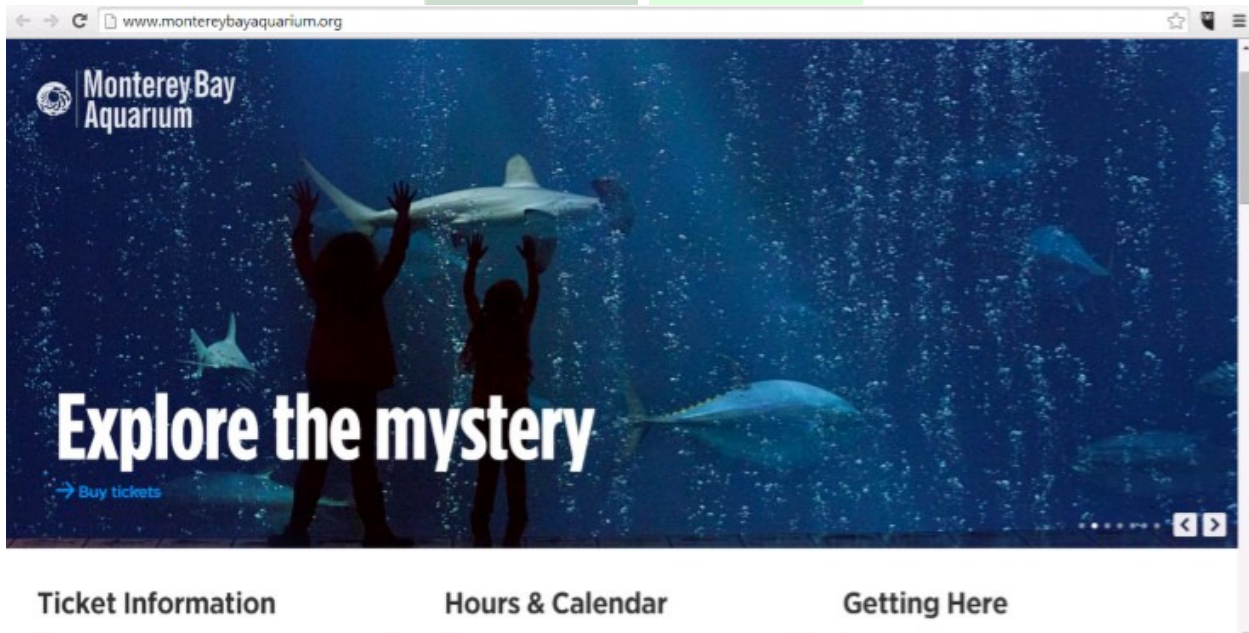 www.montereybayaquarium.org
Monterey Bay
Aquarium
Explore the mystery
→ Buy tickets
Ticket Information
Hours & Calendar
Getting Here